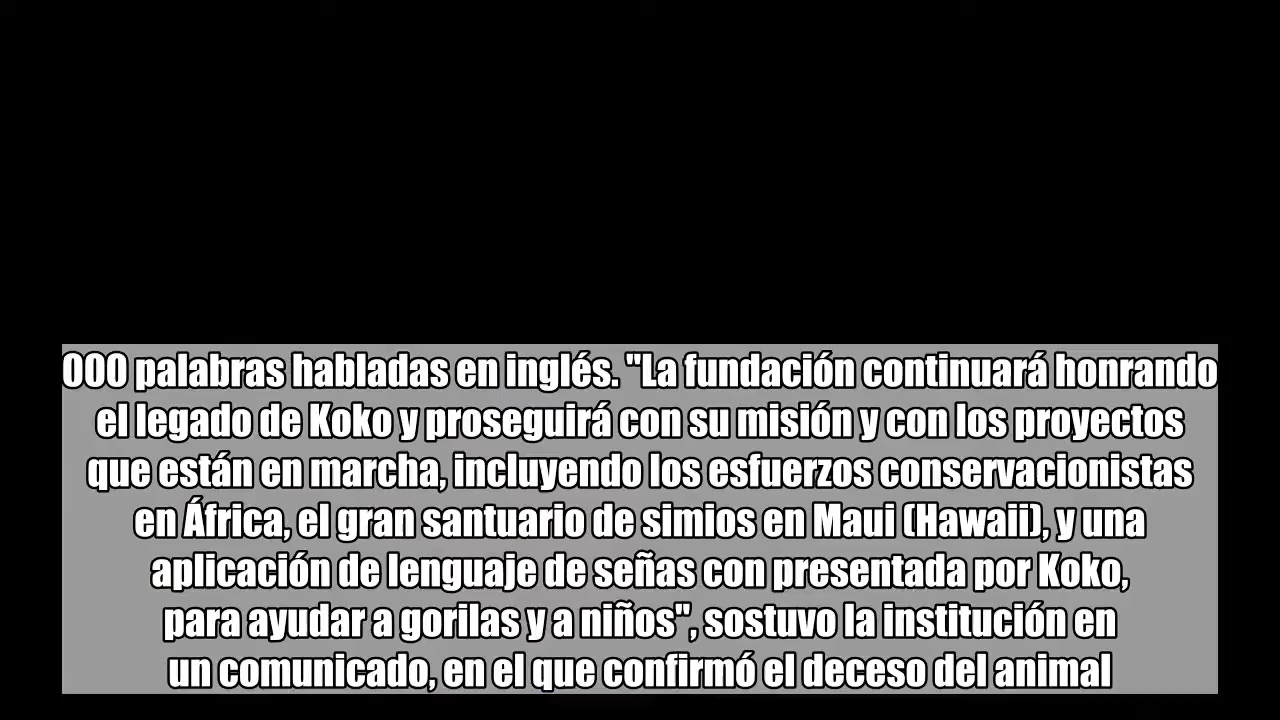 000 palabras habladas en inglés. "La fundación continuará honrando
el legado de Koko y proseguirá con su misión y con los proyectos
que están en marcha, incluyendo los esfuerzos conservacionistas
en África, el gran santuario de simios en Maui (Hawaii), y una
aplicación de lenguaje de señas con presentada por Koko,
para ayudar a gorilas y a niños", sostuvo la institución en
un comunicado, en el que confirmó el deceso del animal